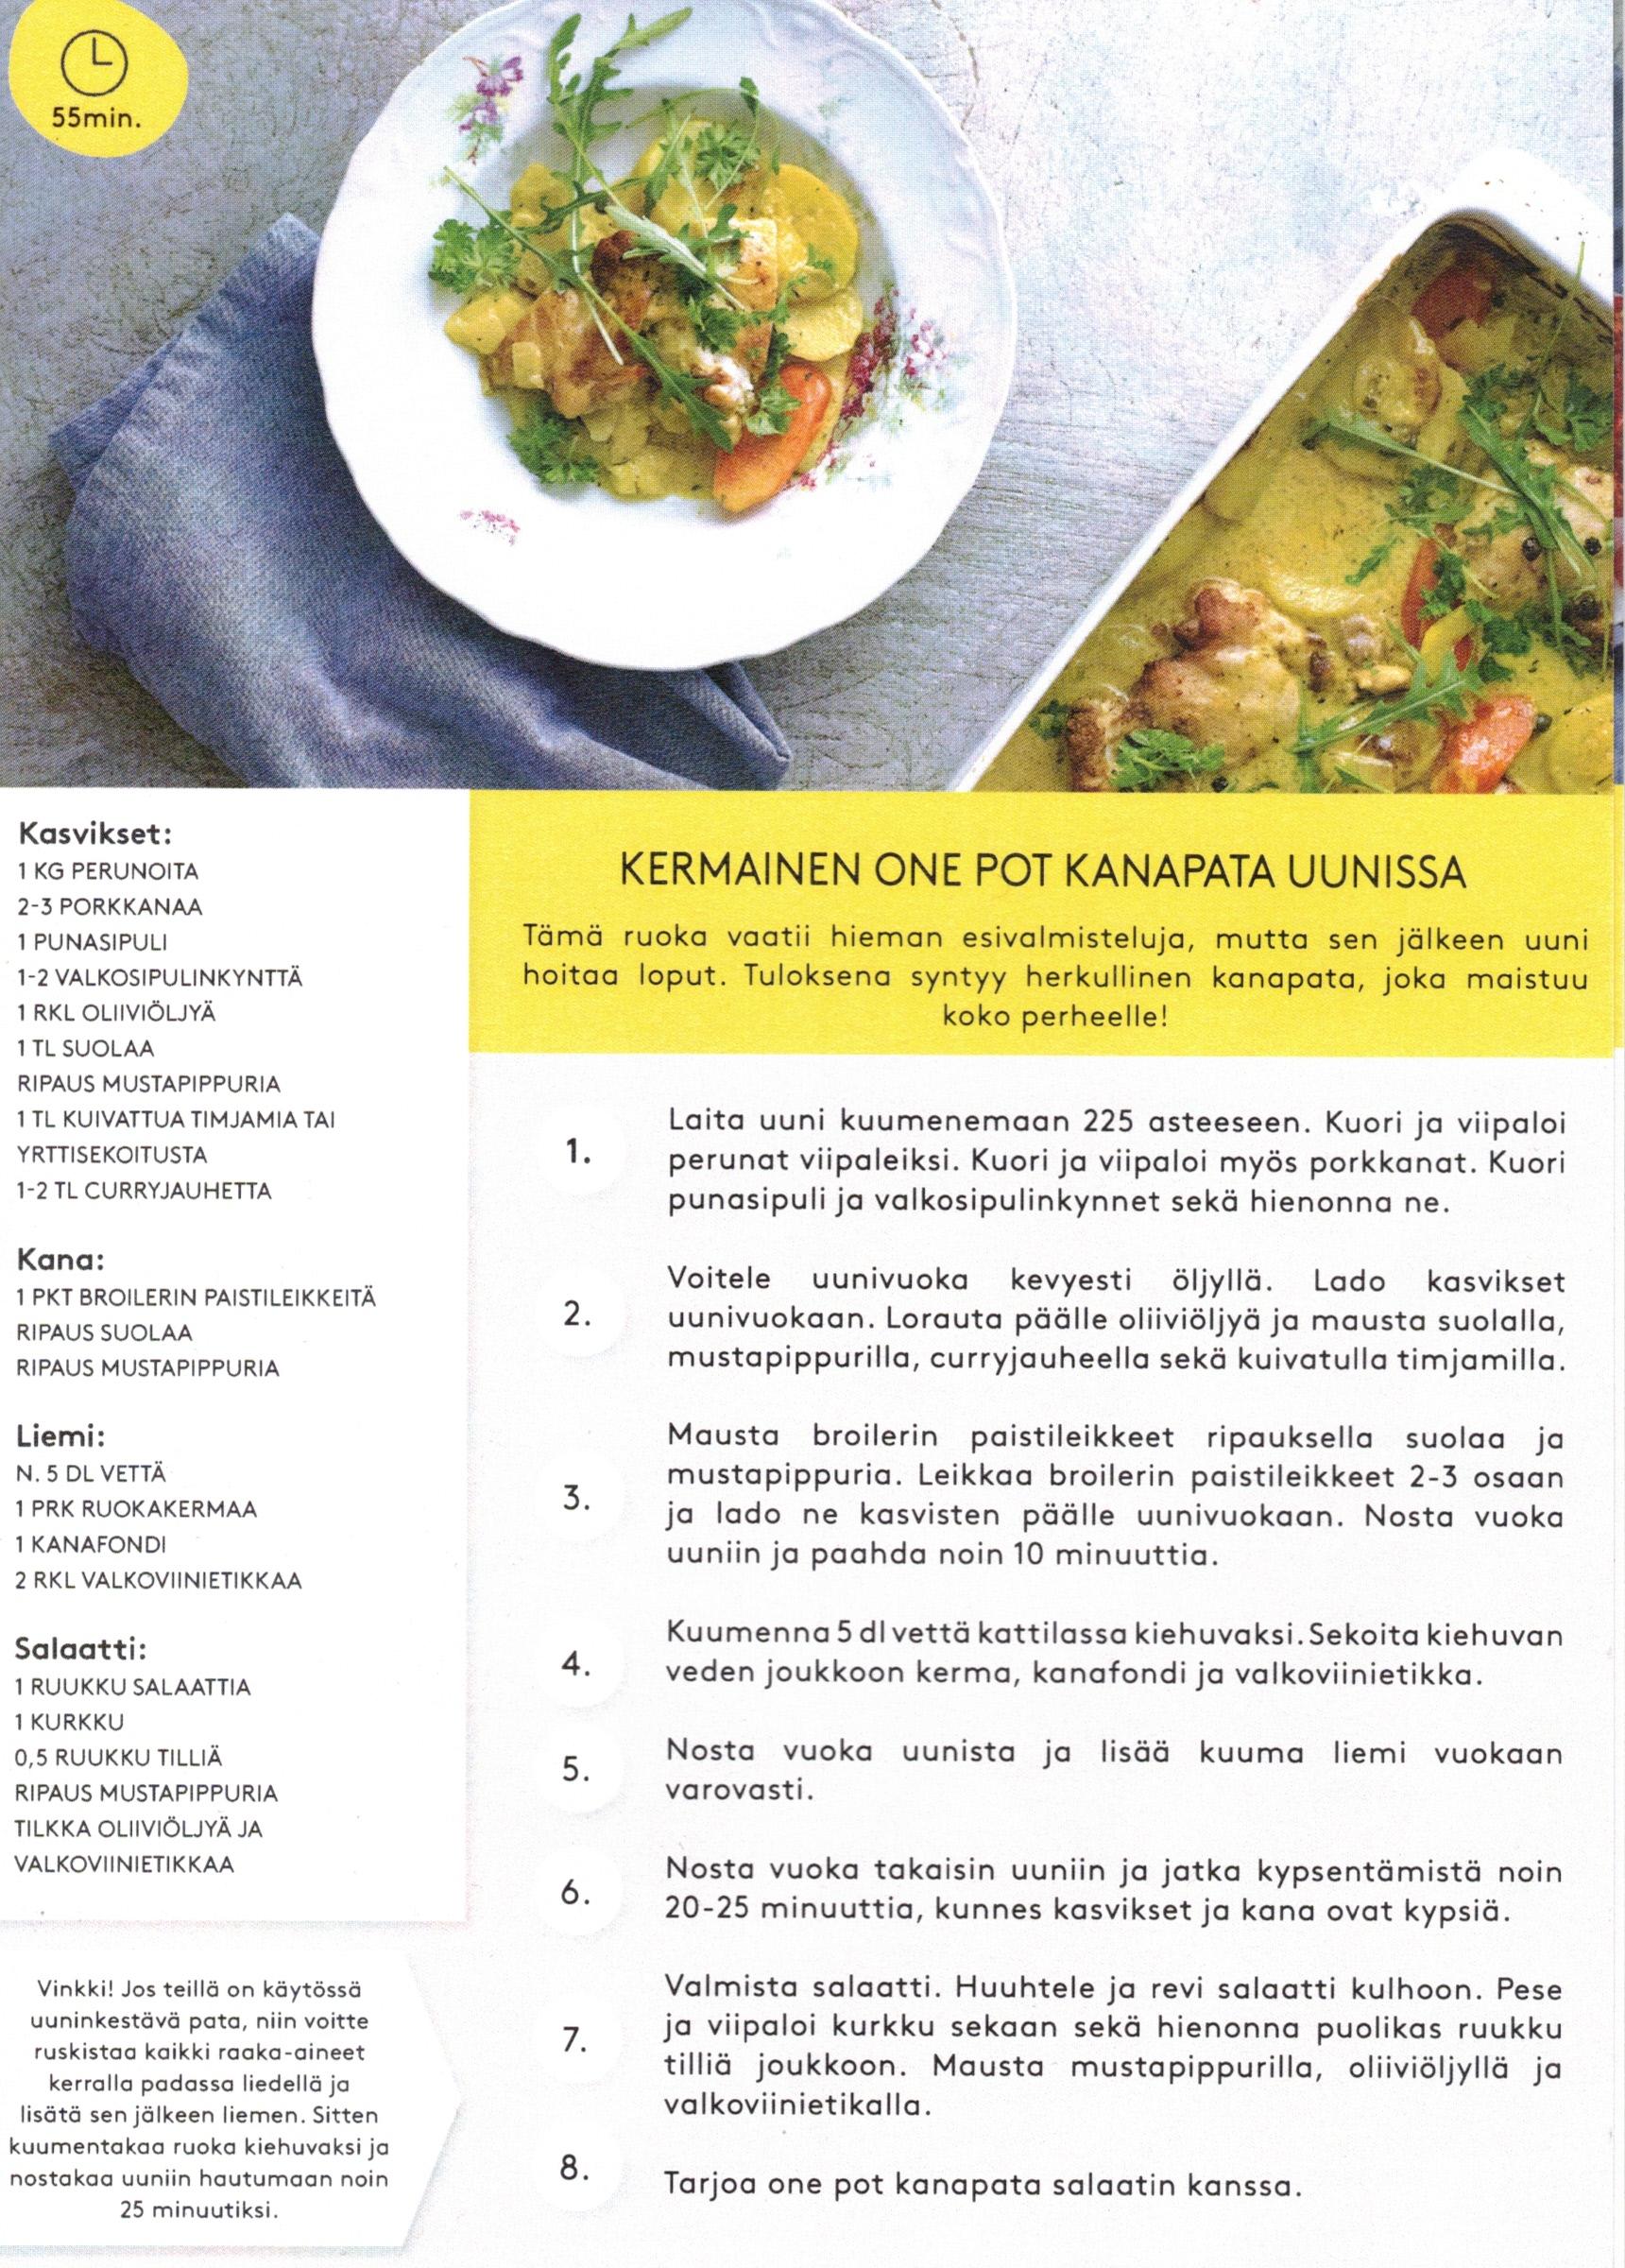 55min.
Kasvikset:
1 KG PERUNOITA
2-3 PORKKANAA
1 PUNASIPULI
1-2 VALKOSIPULINKYNTTÄ
1 RKL OLIIVIÖLJYÄ
1 TL SUOLAA
RIPAUS MUSTAPIPPURIA
1 TL KUIVATTUA TIMJAMIA TAI
YRTTISEKOITUSTA
1-2 TL CURRYJAUHETTA
Kana:
1 PKT BROILERIN PAISTILEIKKEITÄ
RIPAUS SUOLAA
RIPAUS MUSTAPIPPURIA
Liemi:
N. 5 DL VETTÄ
1 PRK RUOKAKERMAA
1 KANAFONDI
2 RKL VALKOVIINIETIKKAA
Salaatti:
1 RUUKKU SALAATTIA
1 KURKKU
0,5 RUUKKU TILLIÄ
RIPAUS MUSTAPIPPURIA
TILKKA OLIIVIÖLJYÄ JA
VALKOVIINIETIKKAA
Vinkki! Jos teillä on käytössä
uuninkestävä pata, niin voitte
ruskistaa kaikki raaka-aineet
kerralla padassa liedellä ja
lisätä sen jälkeen liemen. Sitten
kuumentakaa ruoka kiehuvaksi ja
nostakaa uuniin hautumaan noin
25 minuutiksi.
KERMAINEN ONE POT KANAPATA UUNISSA
Tämä ruoka vaatii hieman esivalmisteluja, mutta sen jälkeen uuni
hoitaa loput. Tuloksena syntyy herkullinen kanapata, joka maistuu
koko perheelle!
1.
Laita uuni kuumenemaan 225 asteeseen. Kuori ja viipaloi
perunat viipaleiksi. Kuori ja viipaloi myös porkkanat. Kuori
punasipuli ja valkosipulinkynnet sekä hienonna ne.
2.
Voitele uunivuoka kevyesti öljyllä. Lado kasvikset
uunivuokaan. Lorauta päälle oliiviöljyä ja mausta suolalla,
mustapippurilla, curryjauheella sekä kuivatulla timjamilla.
3.
Mausta broilerin paistileikkeet ripauksella suolaa ja
mustapippuria. Leikkaa broilerin paistileikkeet 2-3 osaan
ja lado ne kasvisten päälle uunivuokaan. Nosta vuoka
uuniin ja paahda noin 10 minuuttia.
4.
Kuumenna 5 dl vettä kattilassa kiehuvaksi. Sekoita kiehuvan
veden joukkoon kerma, kanafondi ja valkoviinietikka.
5.
Nosta vuoka uunista ja lisää kuuma liemi vuokaan
varovasti.
6.
Nosta vuoka takaisin uuniin ja jatka kypsentämistä noin
20-25 minuuttia, kunnes kasvikset ja kana ovat kypsiä.
7.
Valmista salaatti. Huuhtele ja revi salaatti kulhoon. Pese
ja viipaloi kurkku sekaan sekä hienonna puolikas ruukku
tilliä joukkoon. Mausta mustapippurilla, oliiviöljyllä ja
valkoviinietikalla.
8.
Tarjoa one pot kanapata salaatin kanssa.